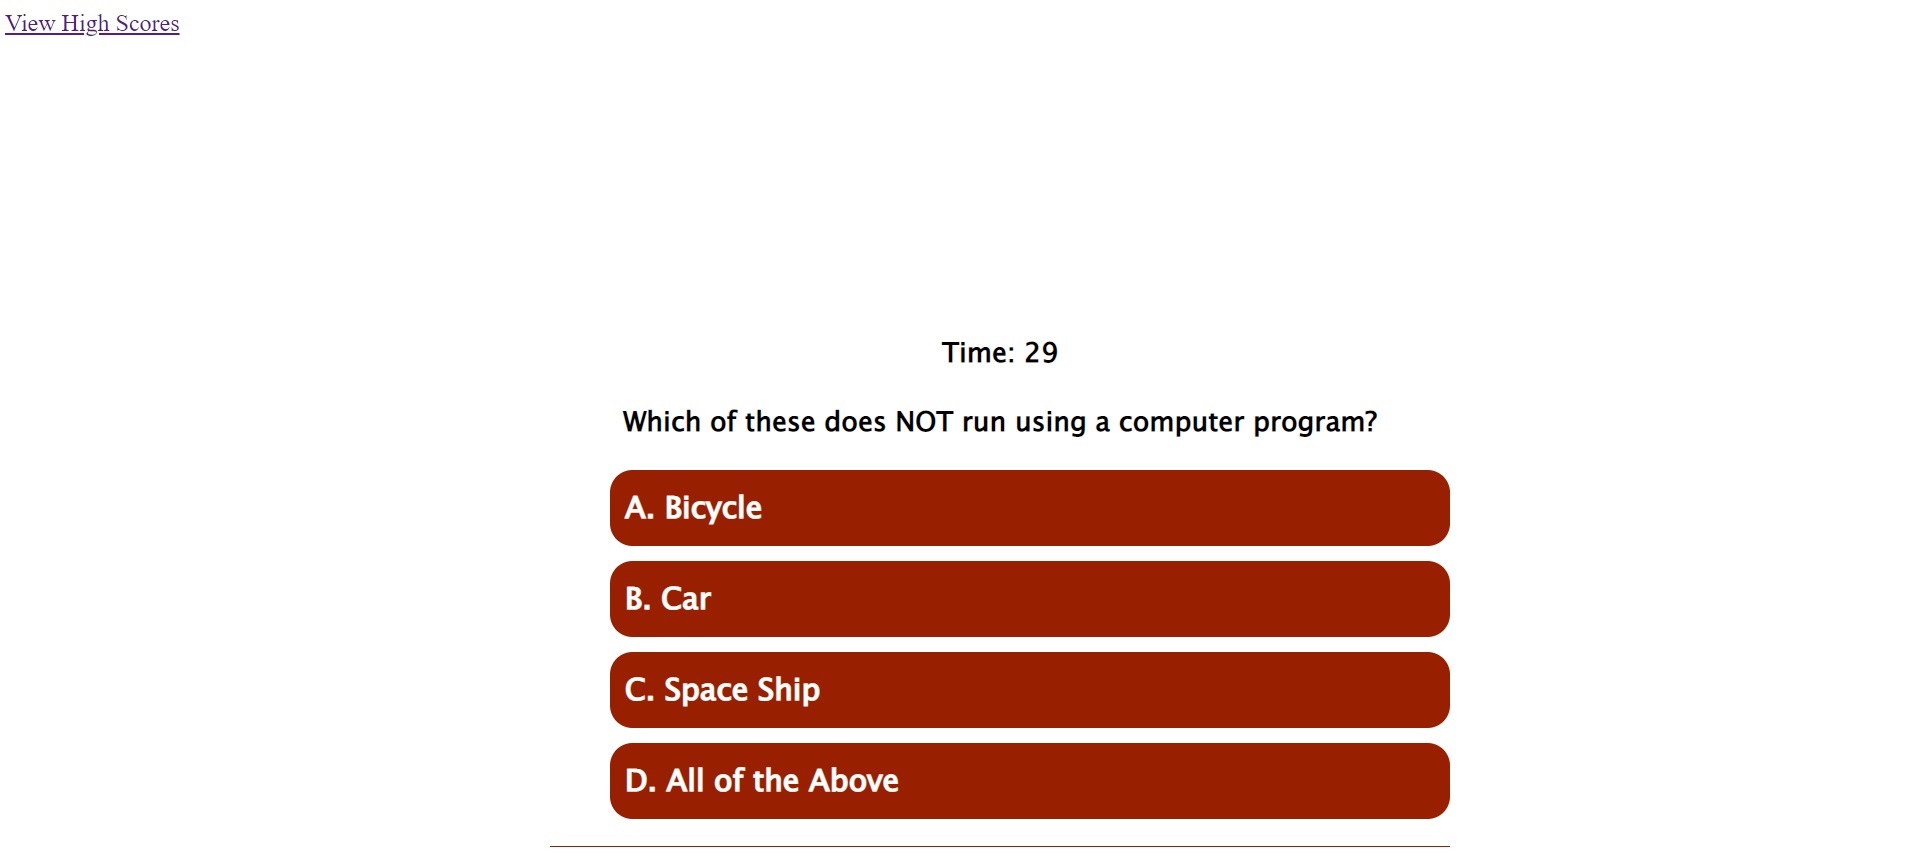 View High Scores
Time: 29
Which of these does NOT run using a computer program?
A. Bicycle
B. Car
C. Space Ship
D. All of the Above